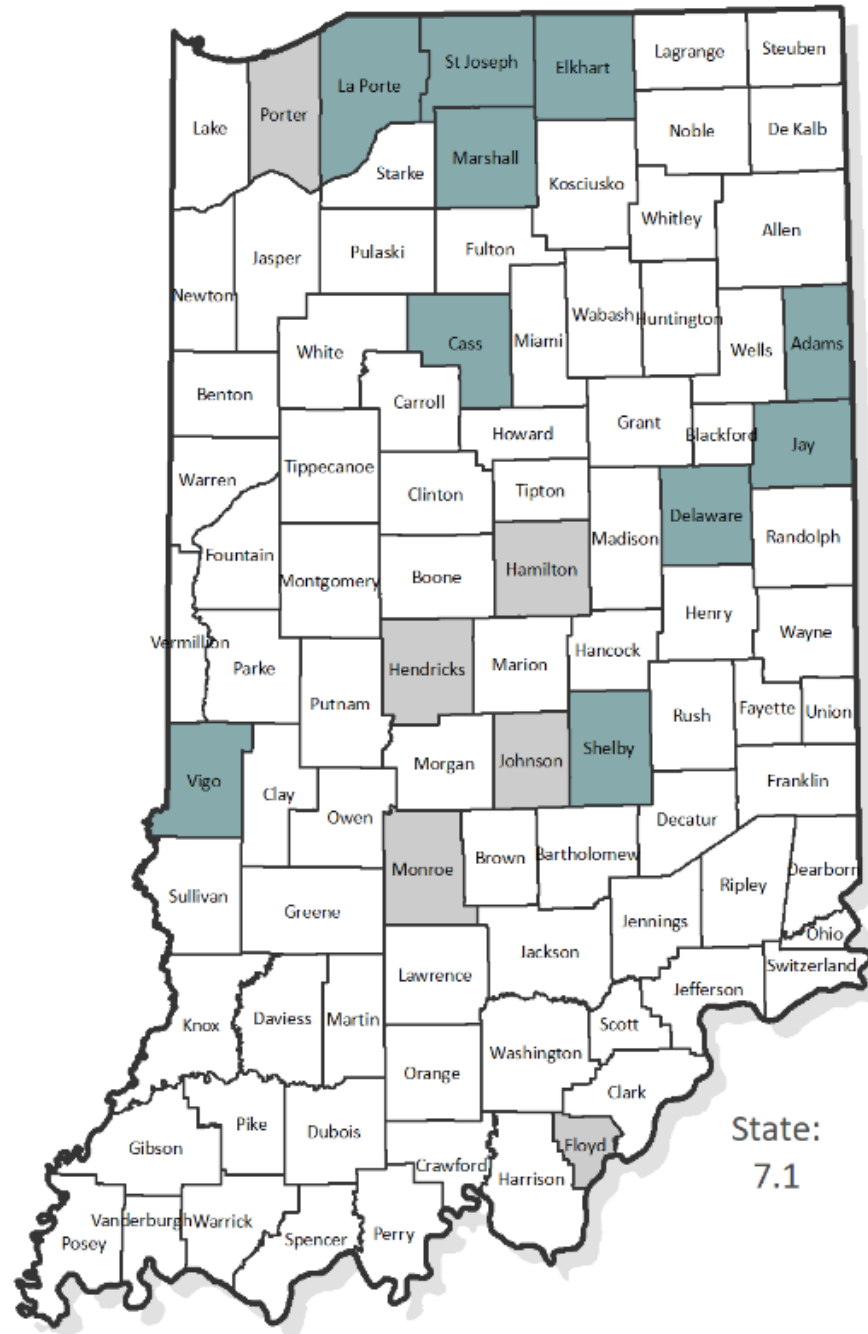 Lagrange
Steuben
St Joseph
Elkhart
La Porte
Porter
Lake
Noble
De Kalb
Marshall
Starke
Kosciusko
Whitley
Allen
Jasper
Pulaski
Fulton
Newton
White
Cass
Miami
Wabash
Huntington
Wells
Adams
Benton
Carroll
Howard
Grant
Blackford
Jay
Warren
Tippecanoe
Clinton
Tipton
Delaware
Madison
Randolph
Fountain
Montgomery
Boone
Hamilton
Henry
Wayne
Vermillion
Parke
Hendricks
Marion
Hancock
Putnam
Rush
Fayette
Union
Vigo
Clay
Morgan
Johnson
Shelby
Franklin
Owen
Decatur
Monroe
Brown
Bartholomew
Dearborn
Ripley
Sullivan
Greene
Jennings
Ohio
Jackson
Switzerland
Lawrence
Jefferson
Knox
Daviess
Martin
Scott
Washington
Orange
Clark
Pike
Dubois
Gibson
Floyd
State:
7.1
Crawford
Harrison
Vanderburgh
Warrick
Posey
Spencer
Perry